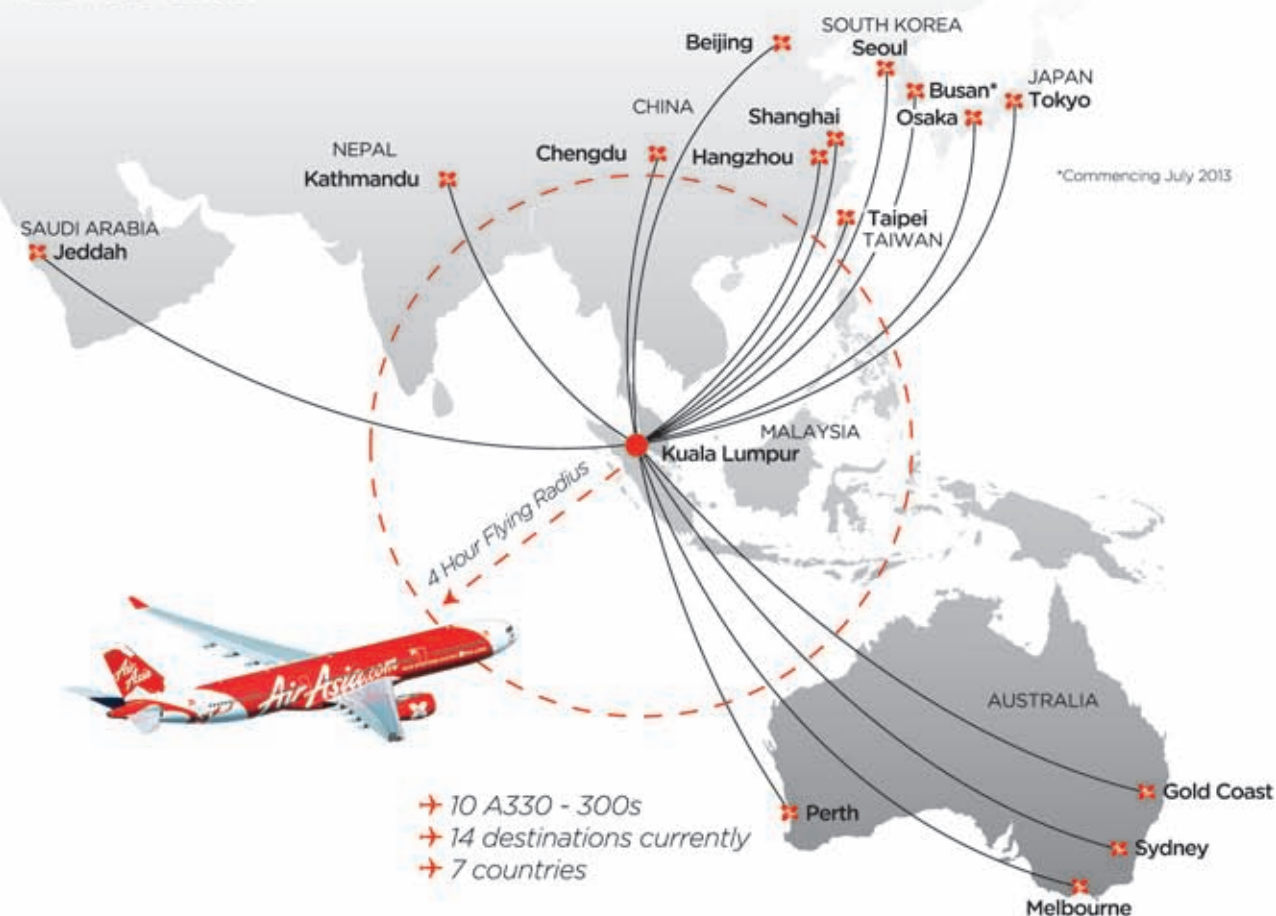 SOUTH KOREA
Beijing
Seoul
JAPAN
Busan*
Tokyo
CHINA
Shanghai
Osaka
NEPAL
Chengdu
Hangzhou
Kathmandu
*Commencing July 2013
SAUDI ARABIA
Jeddah
Taipei
TAIWAN
MALAYSIA
Kuala Lumpur
4 Hour Flying Radius
Air Asia
AirAsia.com
AUSTRALIA
Gold Coast
10 A330 - 300s
Perth
14 destinations currently
Sydney
7 countries
Melbourne